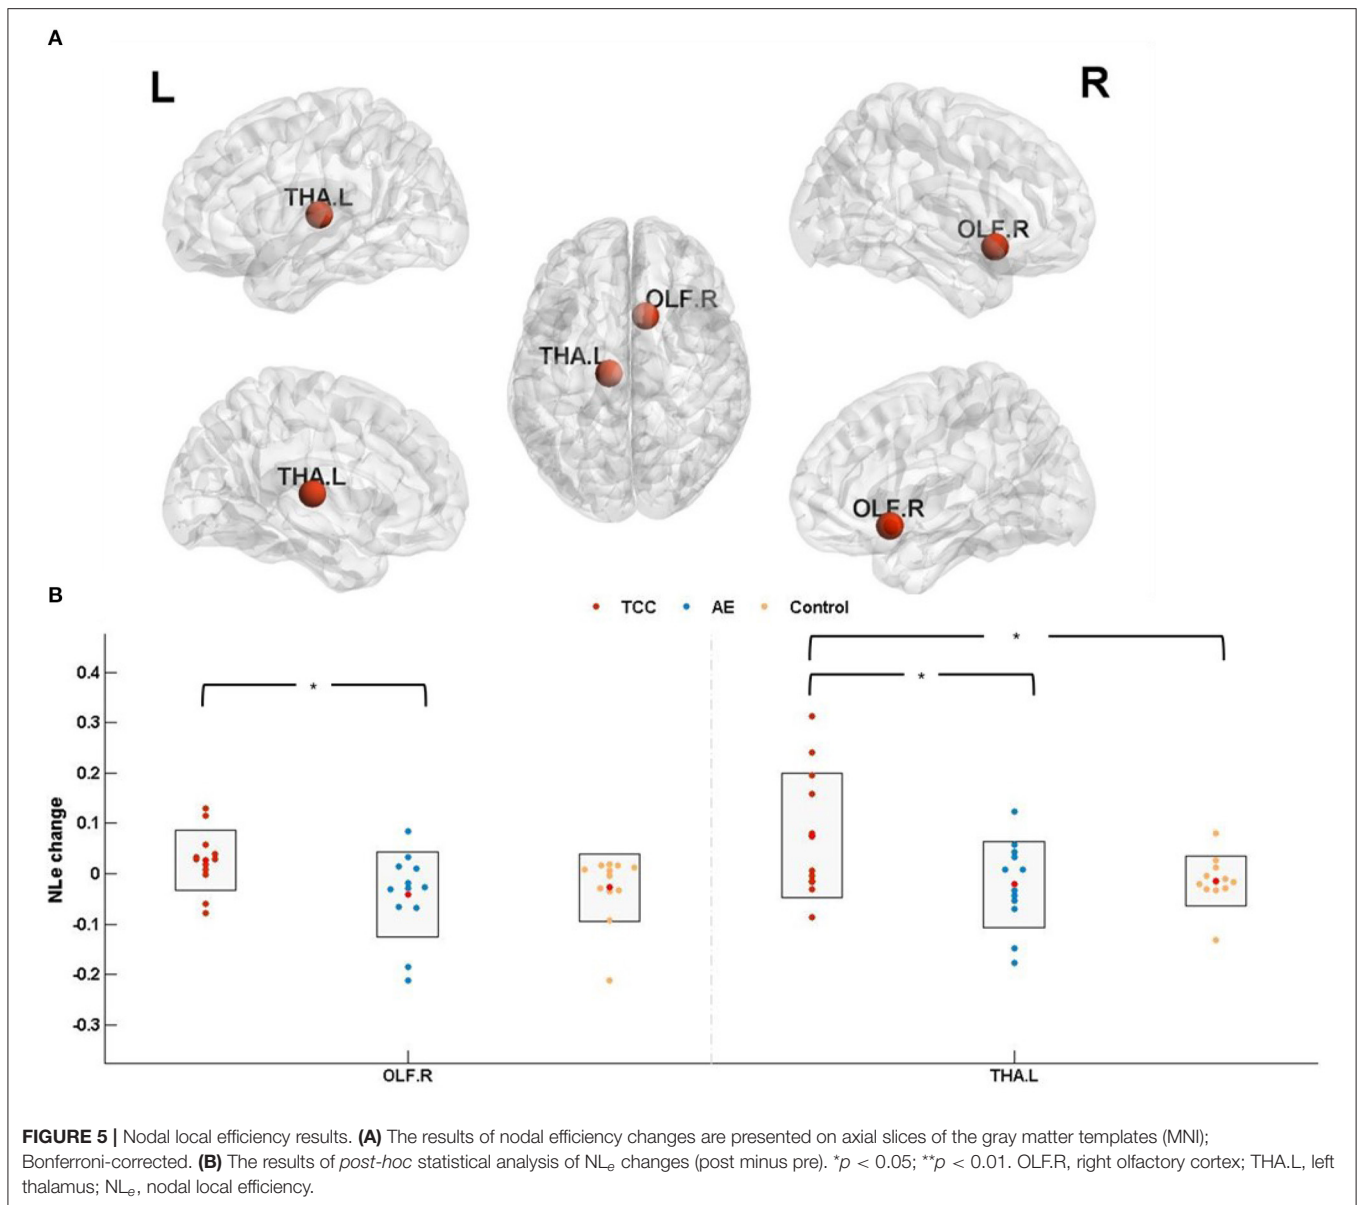 A
L
R
THA.L
OLF.R
OLF.R
THA.L
THA.L
OLF.R
B
TCC AE Control
*
*
*
0.4
0.3
0.2
0.1
0
-0.1
-0.2
-0.3
NLe change
OLF.R
THA.L
FIGURE 5 | Nodal local efficiency results. (A) The results of nodal efficiency changes are presented on axial slices of the gray matter templates (MNI);
Bonferroni-corrected. (B) The results of post-hoc statistical analysis of NLe changes (post minus pre). *p < 0.05; **p < 0.01. OLF.R, right olfactory cortex; THA.L, left
thalamus; NLe, nodal local efficiency.